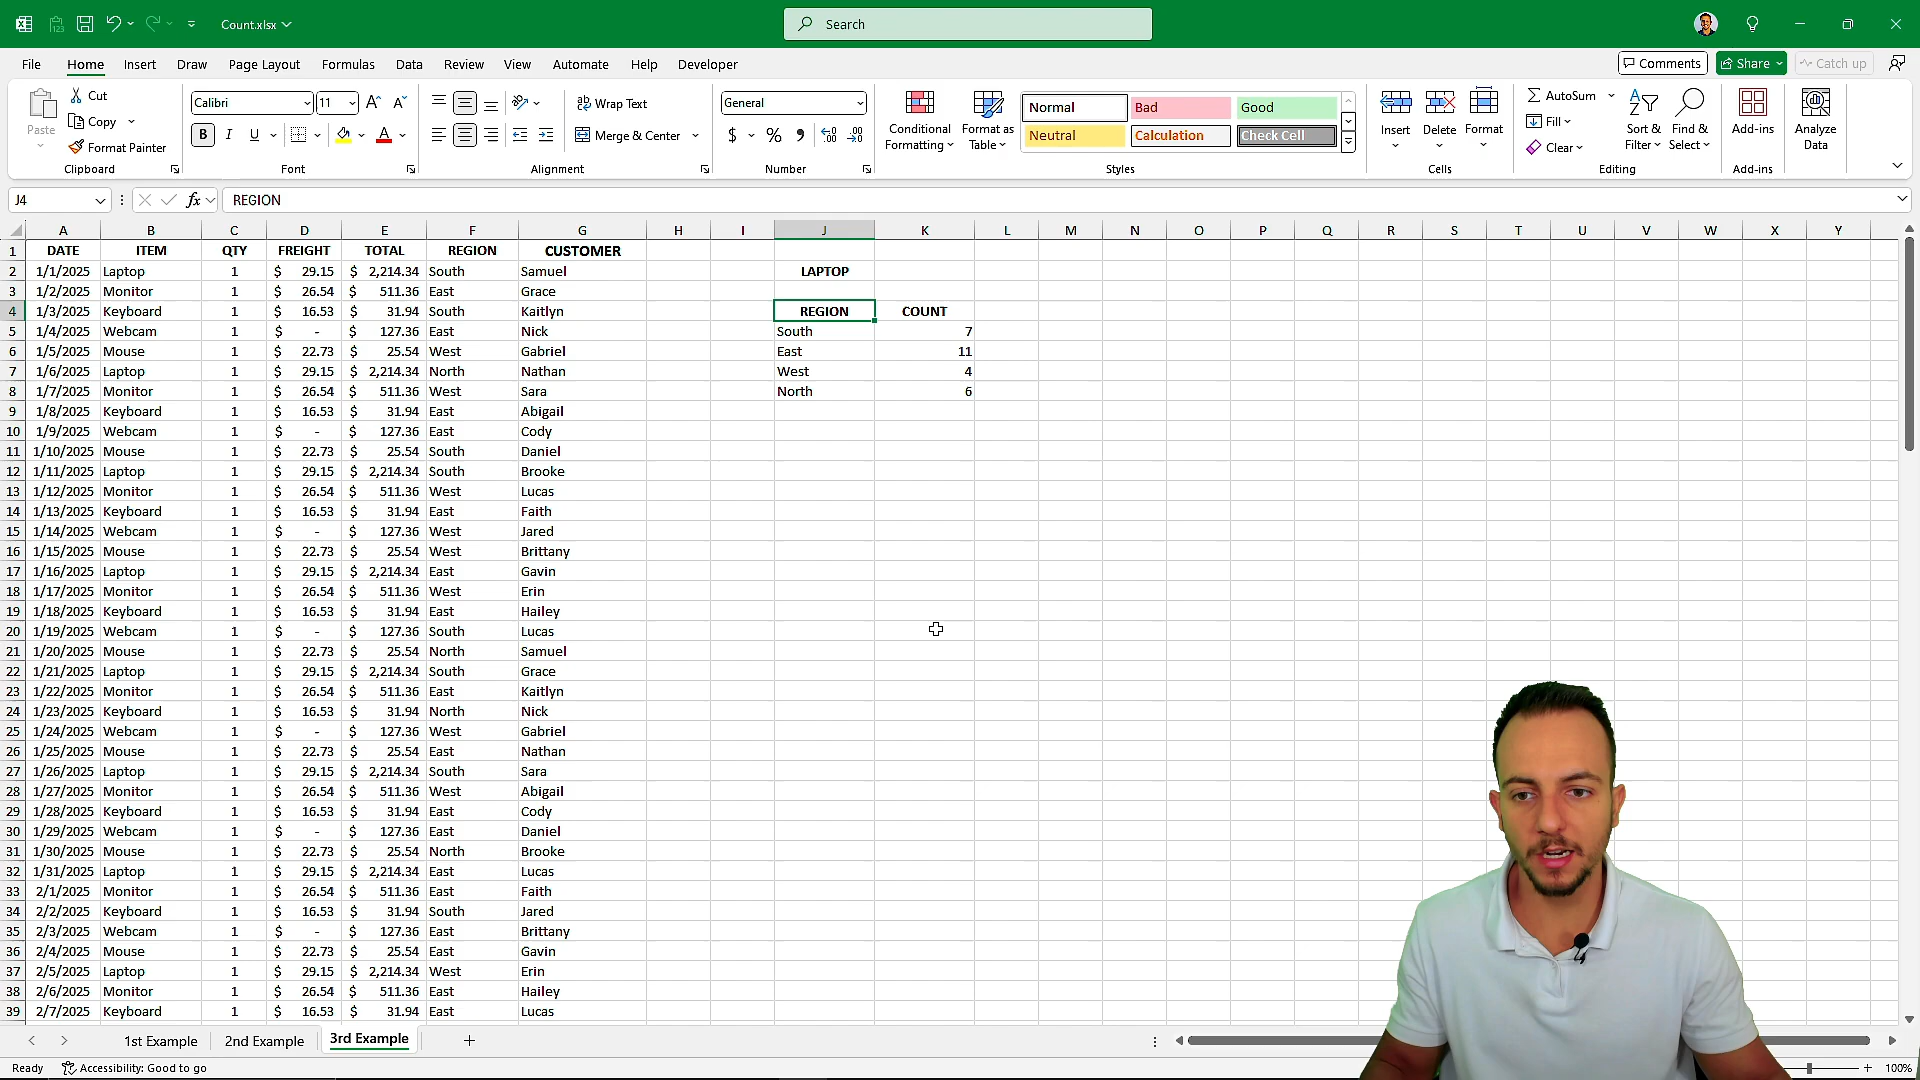 Count.xlsx
Search
File Home Insert Draw Page Layout Formulas Data Review View Automate Help Developer
Comments Share Catch up
Paste
Cut
Copy
Format Painter
Clipboard
Calibri 11
B I U
Font
Wrap Text
Merge & Center
Alignment
General
$ % ,
Number
Conditional Formatting
Format as Table
Normal Bad Good
Neutral Calculation Check Cell
Styles
Insert Delete Format
Cells
AutoSum
Fill
Clear
Sort & Filter
Find & Select
Editing
Add-ins
Add-ins
Analyze Data
J4 fx REGION
A B C D E F G H I J K L M N O P Q R S T U V W X Y
1 DATE ITEM QTY FREIGHT TOTAL REGION CUSTOMER
2 1/1/2025 Laptop 1 $ 29.15 $ 2,214.34 South Samuel LAPTOP
3 1/2/2025 Monitor 1 $ 26.54 $ 511.36 East Grace
4 1/3/2025 Keyboard 1 $ 16.53 $ 31.94 South Kaitlyn REGION COUNT
5 1/4/2025 Webcam 1 $ - $ 127.36 East Nick South 7
6 1/5/2025 Mouse 1 $ 22.73 $ 25.54 West Gabriel East 11
7 1/6/2025 Laptop 1 $ 29.15 $ 2,214.34 North Nathan West 4
8 1/7/2025 Monitor 1 $ 26.54 $ 511.36 West Sara North 6
9 1/8/2025 Keyboard 1 $ 16.53 $ 31.94 East Abigail
10 1/9/2025 Webcam 1 $ - $ 127.36 East Cody
11 1/10/2025 Mouse 1 $ 22.73 $ 25.54 South Daniel
12 1/11/2025 Laptop 1 $ 29.15 $ 2,214.34 South Brooke
13 1/12/2025 Monitor 1 $ 26.54 $ 511.36 West Lucas
14 1/13/2025 Keyboard 1 $ 16.53 $ 31.94 East Faith
15 1/14/2025 Webcam 1 $ - $ 127.36 West Jared
16 1/15/2025 Mouse 1 $ 22.73 $ 25.54 West Brittany
17 1/16/2025 Laptop 1 $ 29.15 $ 2,214.34 East Gavin
18 1/17/2025 Monitor 1 $ 26.54 $ 511.36 West Erin
19 1/18/2025 Keyboard 1 $ 16.53 $ 31.94 East Hailey
20 1/19/2025 Webcam 1 $ - $ 127.36 South Lucas
21 1/20/2025 Mouse 1 $ 22.73 $ 25.54 North Samuel
22 1/21/2025 Laptop 1 $ 29.15 $ 2,214.34 South Grace
23 1/22/2025 Monitor 1 $ 26.54 $ 511.36 East Kaitlyn
24 1/23/2025 Keyboard 1 $ 16.53 $ 31.94 North Nick
25 1/24/2025 Webcam 1 $ - $ 127.36 West Gabriel
26 1/25/2025 Mouse 1 $ 22.73 $ 25.54 East Nathan
27 1/26/2025 Laptop 1 $ 29.15 $ 2,214.34 South Sara
28 1/27/2025 Monitor 1 $ 26.54 $ 511.36 West Abigail
29 1/28/2025 Keyboard 1 $ 16.53 $ 31.94 East Cody
30 1/29/2025 Webcam 1 $ - $ 127.36 East Daniel
31 1/30/2025 Mouse 1 $ 22.73 $ 25.54 North Brooke
32 1/31/2025 Laptop 1 $ 29.15 $ 2,214.34 East Lucas
33 2/1/2025 Monitor 1 $ 26.54 $ 511.36 East Faith
34 2/2/2025 Keyboard 1 $ 16.53 $ 31.94 South Jared
35 2/3/2025 Webcam 1 $ - $ 127.36 East Brittany
36 2/4/2025 Mouse 1 $ 22.73 $ 25.54 East Gavin
37 2/5/2025 Laptop 1 $ 29.15 $ 2,214.34 West Erin
38 2/6/2025 Monitor 1 $ 26.54 $ 511.36 East Hailey
39 2/7/2025 Keyboard 1 $ 16.53 $ 31.94 East Lucas
1st Example 2nd Example 3rd Example
Ready Accessibility: Good to go 100%